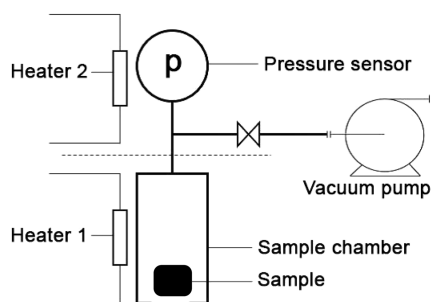 Heater 2
p
Pressure sensor
Vacuum pump
Heater 1
Sample chamber
Sample